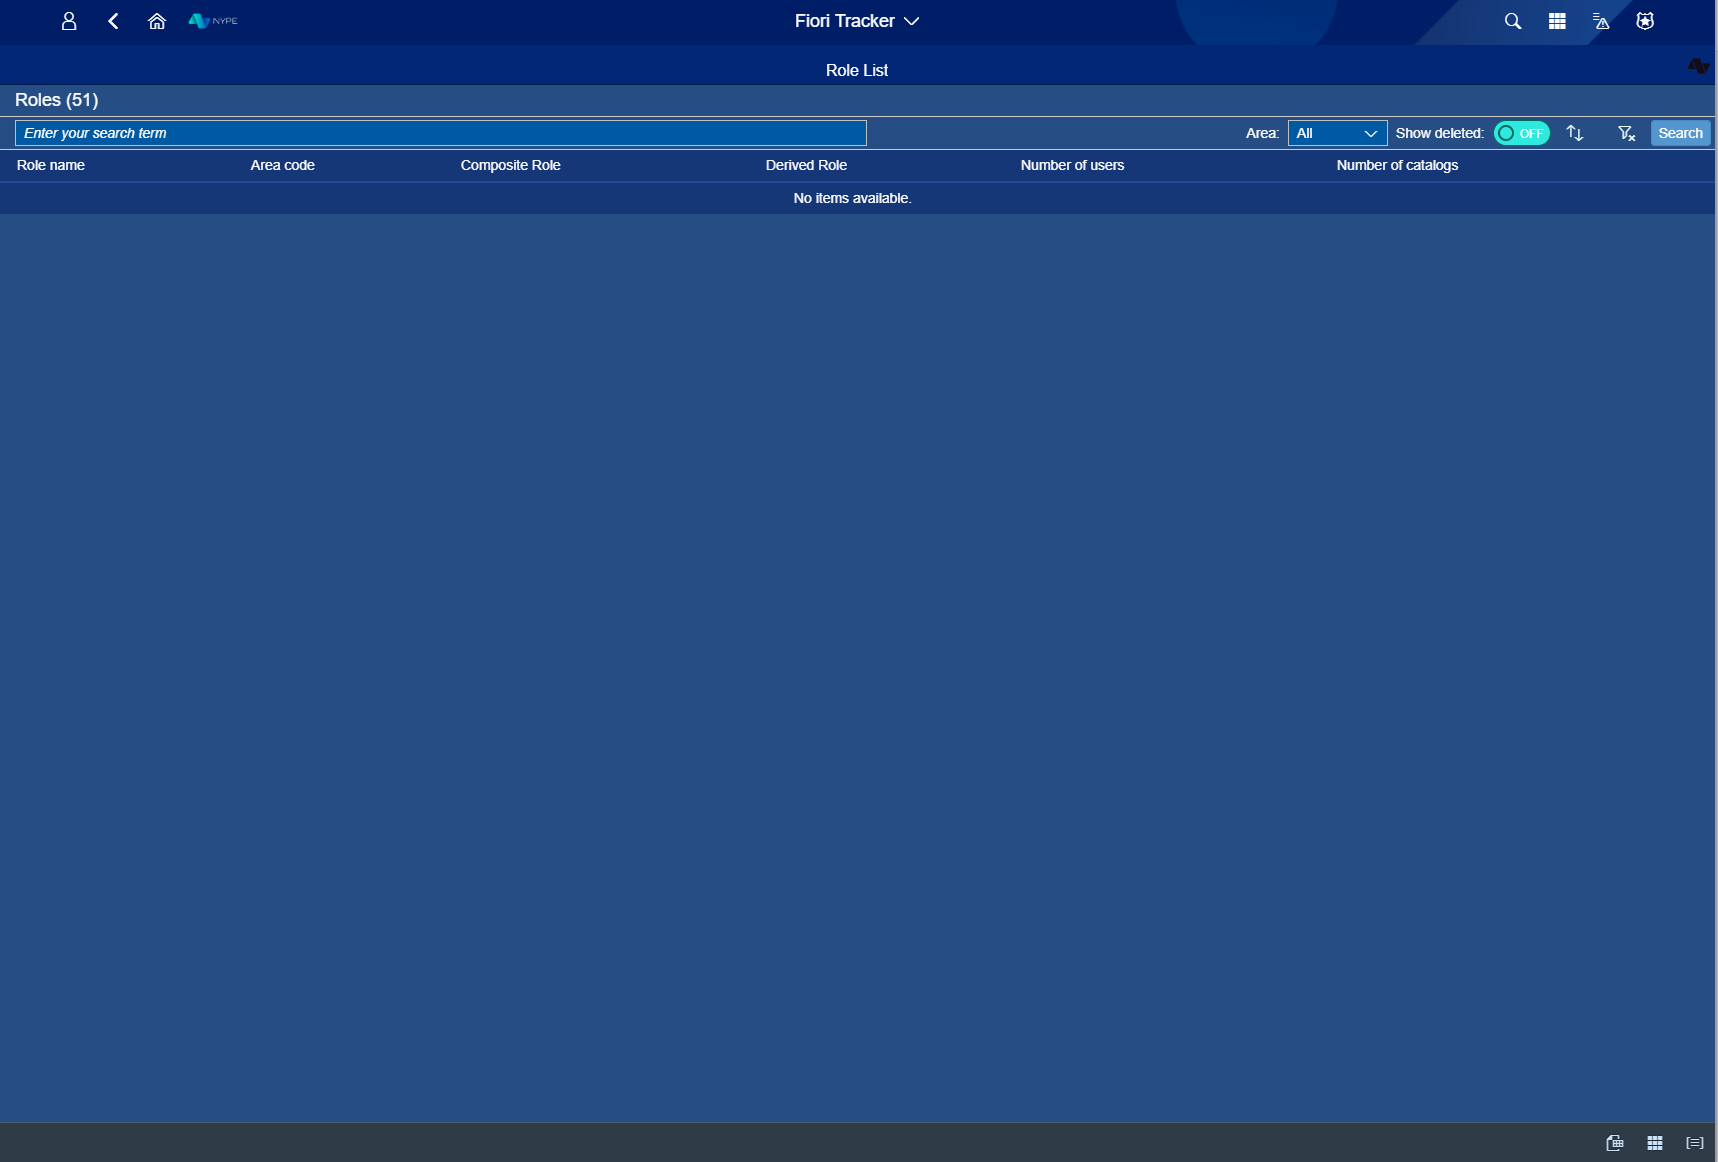 NYPE
Fiori Tracker
Role List
Roles (51)
Enter your search term
Area: All Show deleted: OFF Search
Role name Area code Composite Role Derived Role Number of users Number of catalogs
No items available.